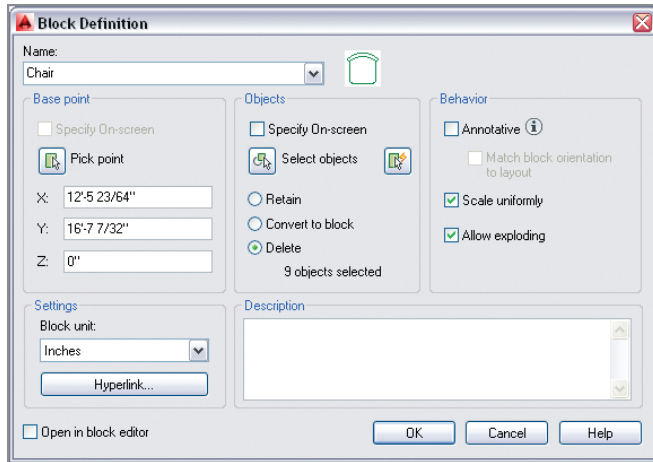 Block Definition
Name:
Chair
Base point
Specify On-screen
Pick point
X: 12'-5 23/64"
Y: 16'-7 7/32"
Z: 0"
Objects
Specify On-screen
Select objects
Retain
Convert to block
Delete
9 objects selected
Behavior
Annotative
Match block orientation
to layout
Scale uniformly
Allow exploding
Settings
Block unit:
Inches
Hyperlink...
Description
Open in block editor
OK Cancel Help